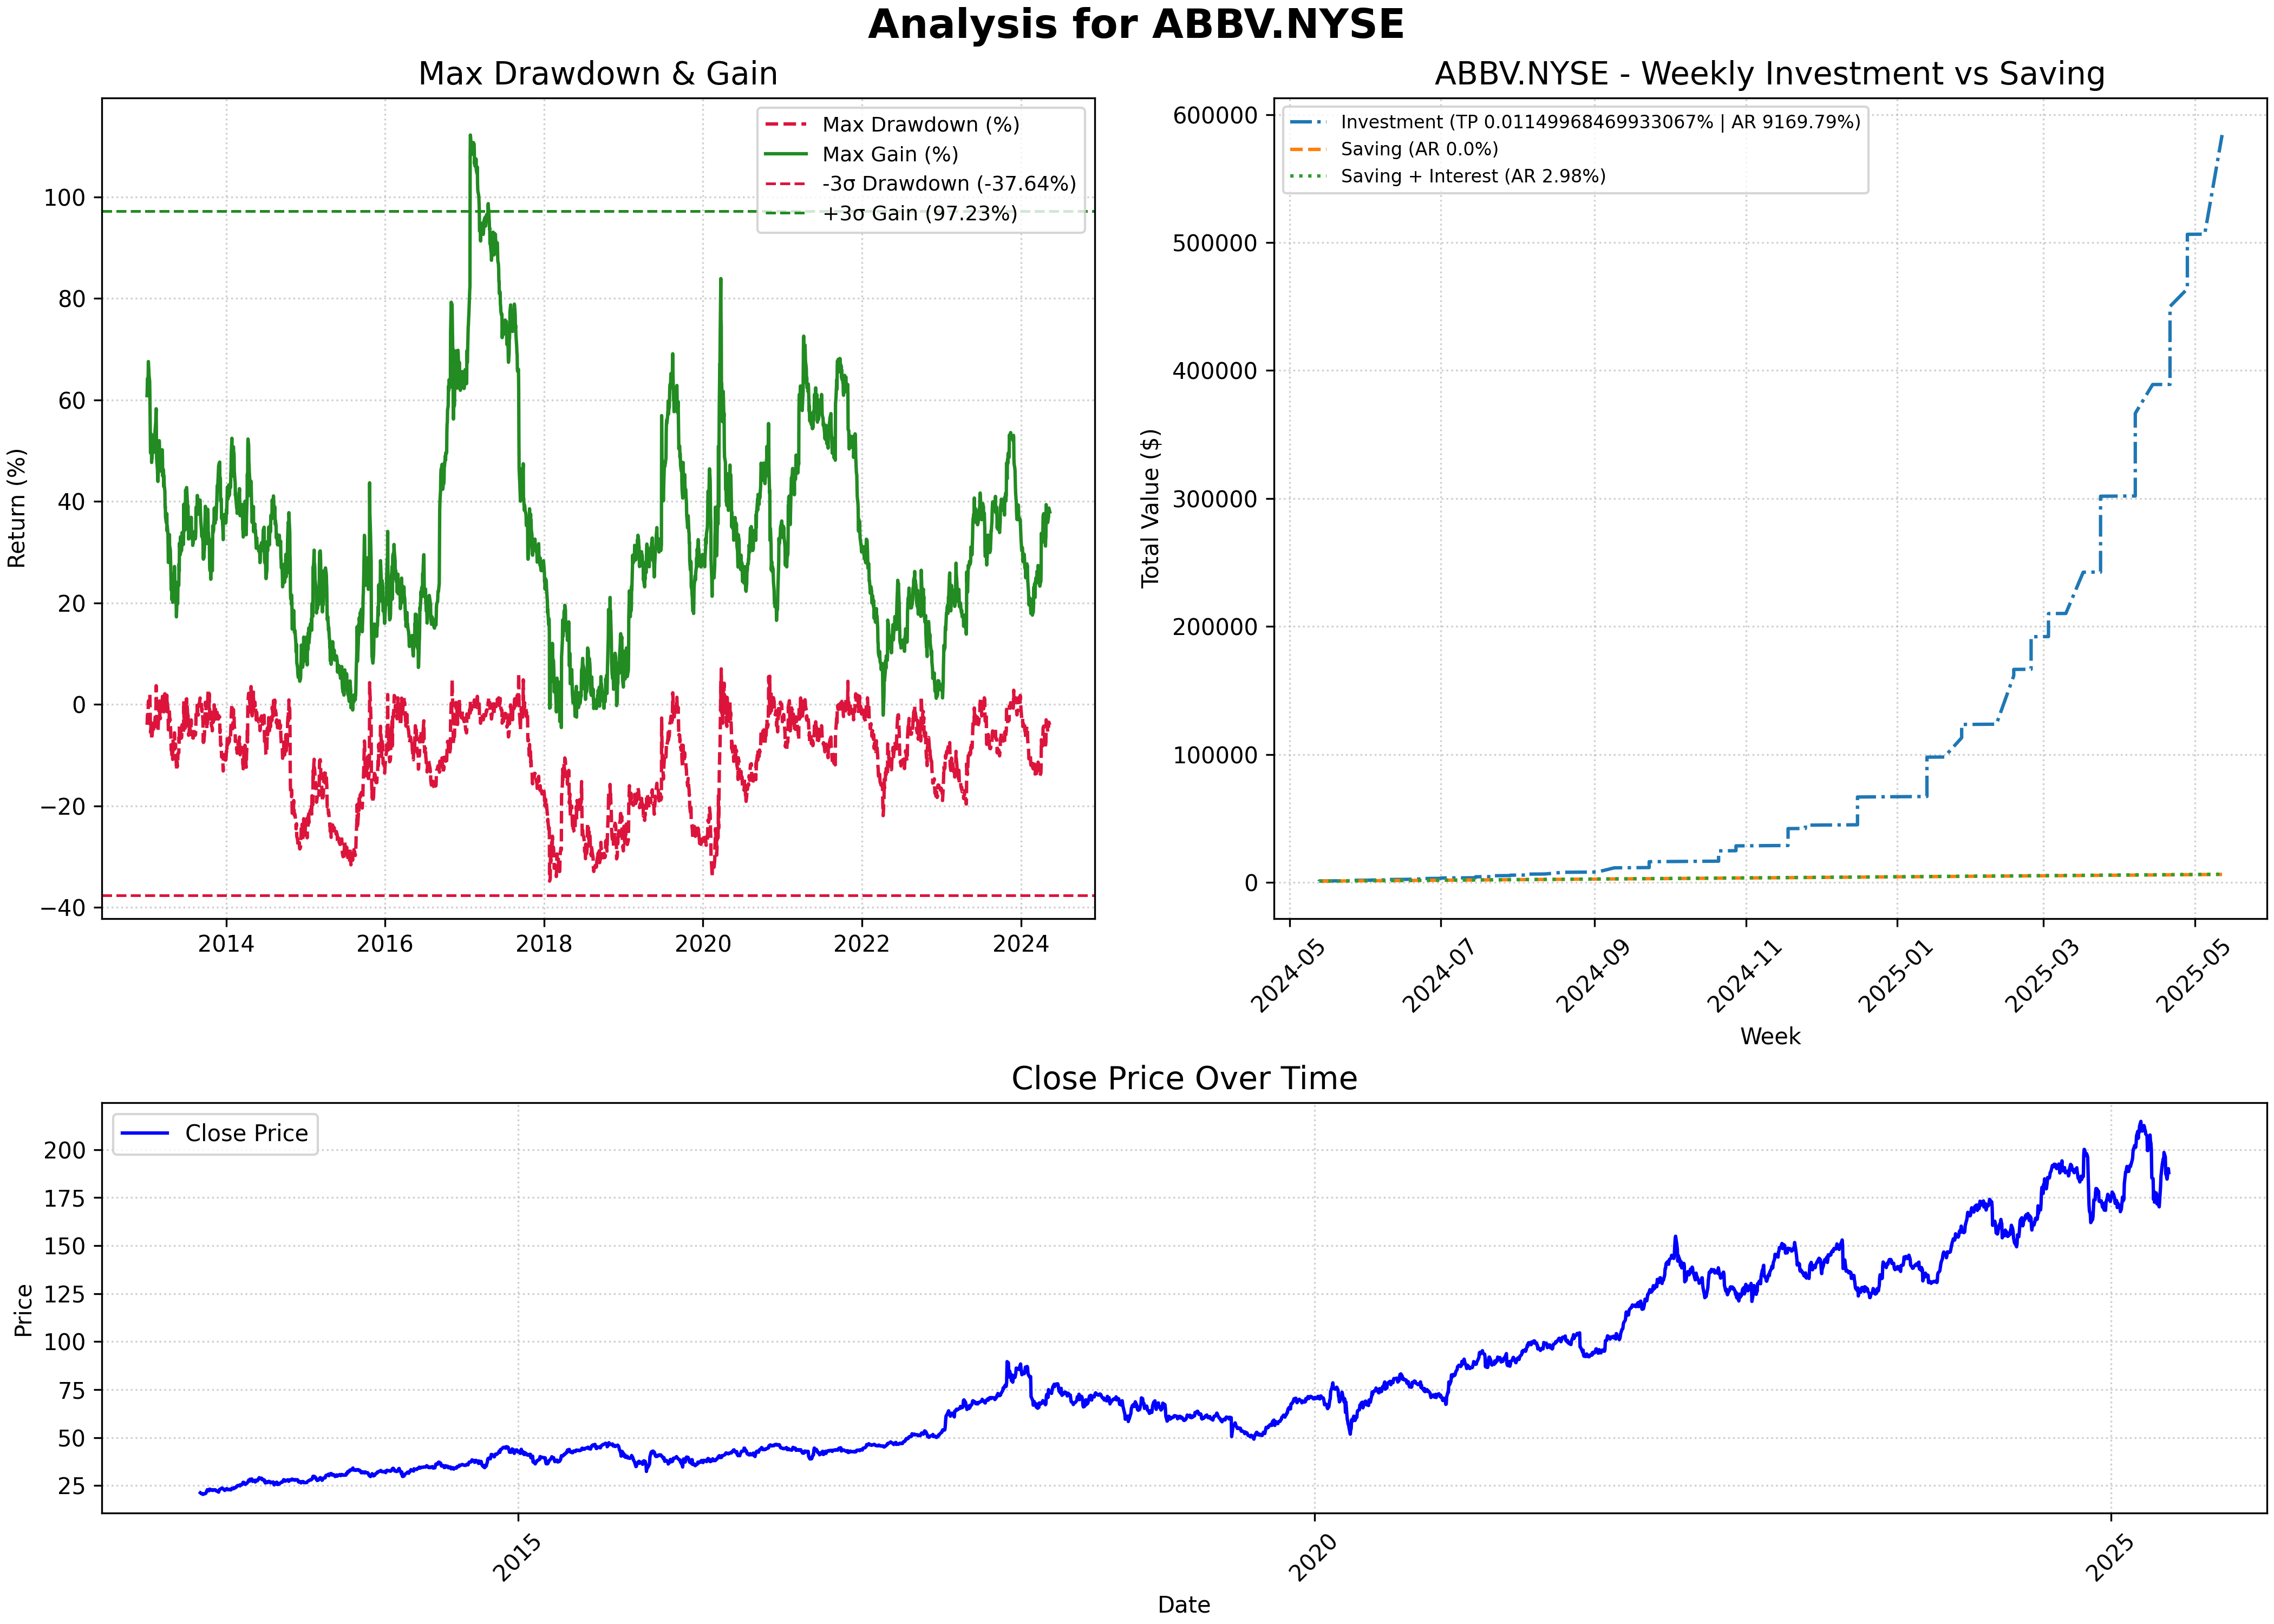 Analysis for ABBV.NYSE
Max Drawdown & Gain
Return (%)
100
80
60
40
20
0
−20
−40
2014
2016
2018
2020
2022
2024
Max Drawdown (%)
Max Gain (%)
-3σ Drawdown (-37.64%)
+3σ Gain (97.23%)
ABBV.NYSE - Weekly Investment vs Saving
Total Value ($)
600000
500000
400000
300000
200000
100000
0
Investment (TP 0.01149968469933067% | AR 9169.79%)
Saving (AR 0.0%)
Saving + Interest (AR 2.98%)
2024-05
2024-07
2024-09
2024-11
2025-01
2025-03
2025-05
Week
Close Price Over Time
Close Price
Price
200
175
150
125
100
75
50
25
2015
2020
2025
Date